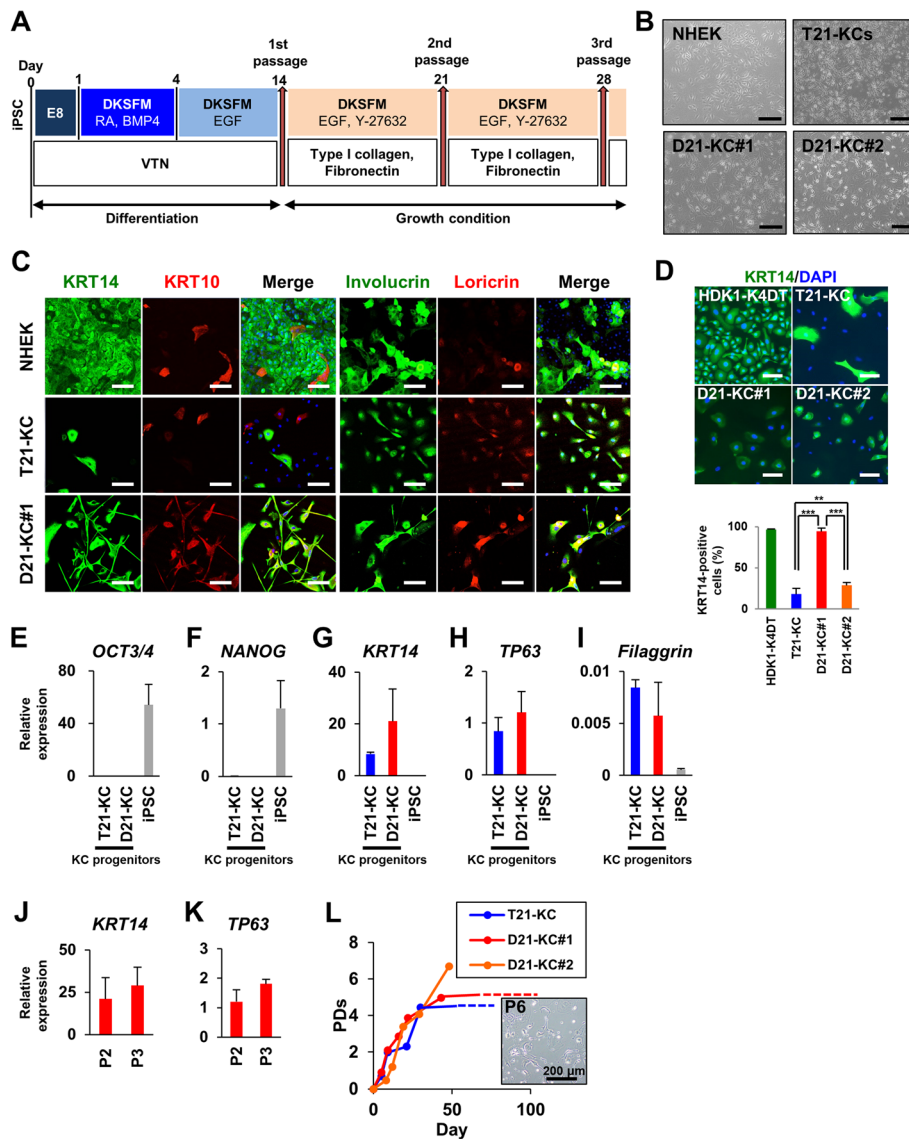 A
Day
0
1
4
1st
passage
14
2nd
passage
21
3rd
passage
28
iPSC
E8
DKSFM
RA, BMP4
DKSFM
EGF
DKSFM
EGF, Y-27632
DKSFM
EGF, Y-27632
VTN
Type I collagen,
Fibronectin
Type I collagen,
Fibronectin
Differentiation
Growth condition
B
NHEK
T21-KCs
D21-KC#1
D21-KC#2
C
KRT14
KRT10
Merge
Involucrin
Loricrin
Merge
NHEK
T21-KC
D21-KC#1
D
KRT14/DAPI
HDK1-K4DT
T21-KC
D21-KC#1
D21-KC#2
KRT14-positive
cells (%)
100
50
0
**
***
***
HDK1-K4DT
T21-KC
D21-KC#1
D21-KC#2
E
OCT3/4
Relative
expression
80
40
0
T21-KC
D21-KC
iPSC
KC progenitors
F
NANOG
2
1
0
T21-KC
D21-KC
iPSC
KC progenitors
G
KRT14
40
20
0
T21-KC
D21-KC
iPSC
KC progenitors
H
TP63
2
1
0
T21-KC
D21-KC
iPSC
KC progenitors
I
Filaggrin
0.01
0.005
0
T21-KC
D21-KC
iPSC
KC progenitors
J
KRT14
Relative
expression
50
25
0
P2
P3
K
TP63
3
2
1
0
P2
P3
L
T21-KC
D21-KC#1
D21-KC#2
PDs
8
6
4
2
0
0
50
100
Day
P6
200 µm